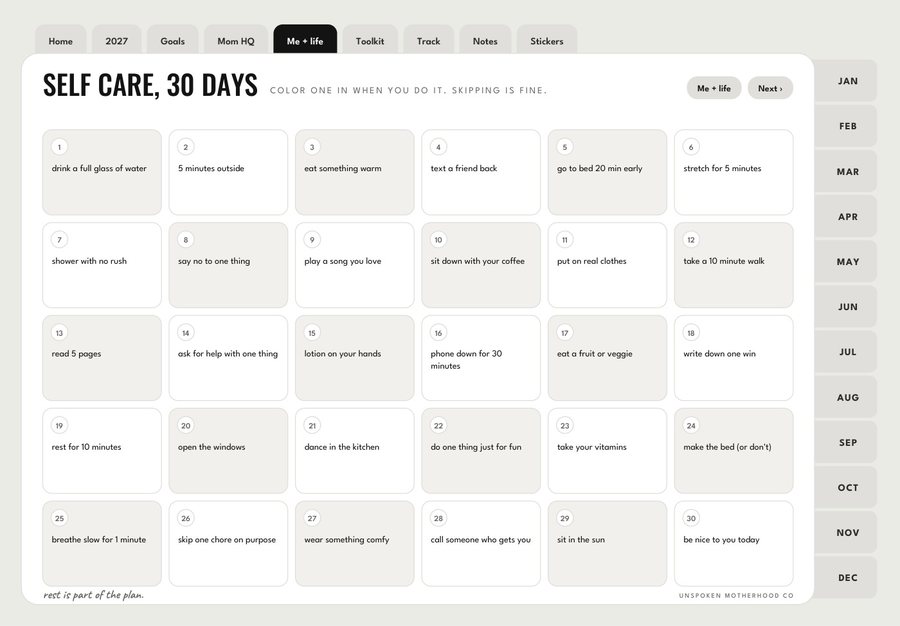 Home
2027
Goals
Mom HQ
Me + life
Toolkit
Track
Notes
Stickers
SELF CARE, 30 DAYS
COLOR ONE IN WHEN YOU DO IT. SKIPPING IS FINE.
Me + life
Next ›
1
drink a full glass of water
2
5 minutes outside
3
eat something warm
4
text a friend back
5
go to bed 20 min early
6
stretch for 5 minutes
7
shower with no rush
8
say no to one thing
9
play a song you love
10
sit down with your coffee
11
put on real clothes
12
take a 10 minute walk
13
read 5 pages
14
ask for help with one thing
15
lotion on your hands
16
phone down for 30
minutes
17
eat a fruit or veggie
18
write down one win
19
rest for 10 minutes
20
open the windows
21
dance in the kitchen
22
do one thing just for fun
23
take your vitamins
24
make the bed (or don't)
25
breathe slow for 1 minute
26
skip one chore on purpose
27
wear something comfy
28
call someone who gets you
29
sit in the sun
30
be nice to you today
rest is part of the plan.
UNSPOKEN MOTHERHOOD CO
JAN
FEB
MAR
APR
MAY
JUN
JUL
AUG
SEP
OCT
NOV
DEC